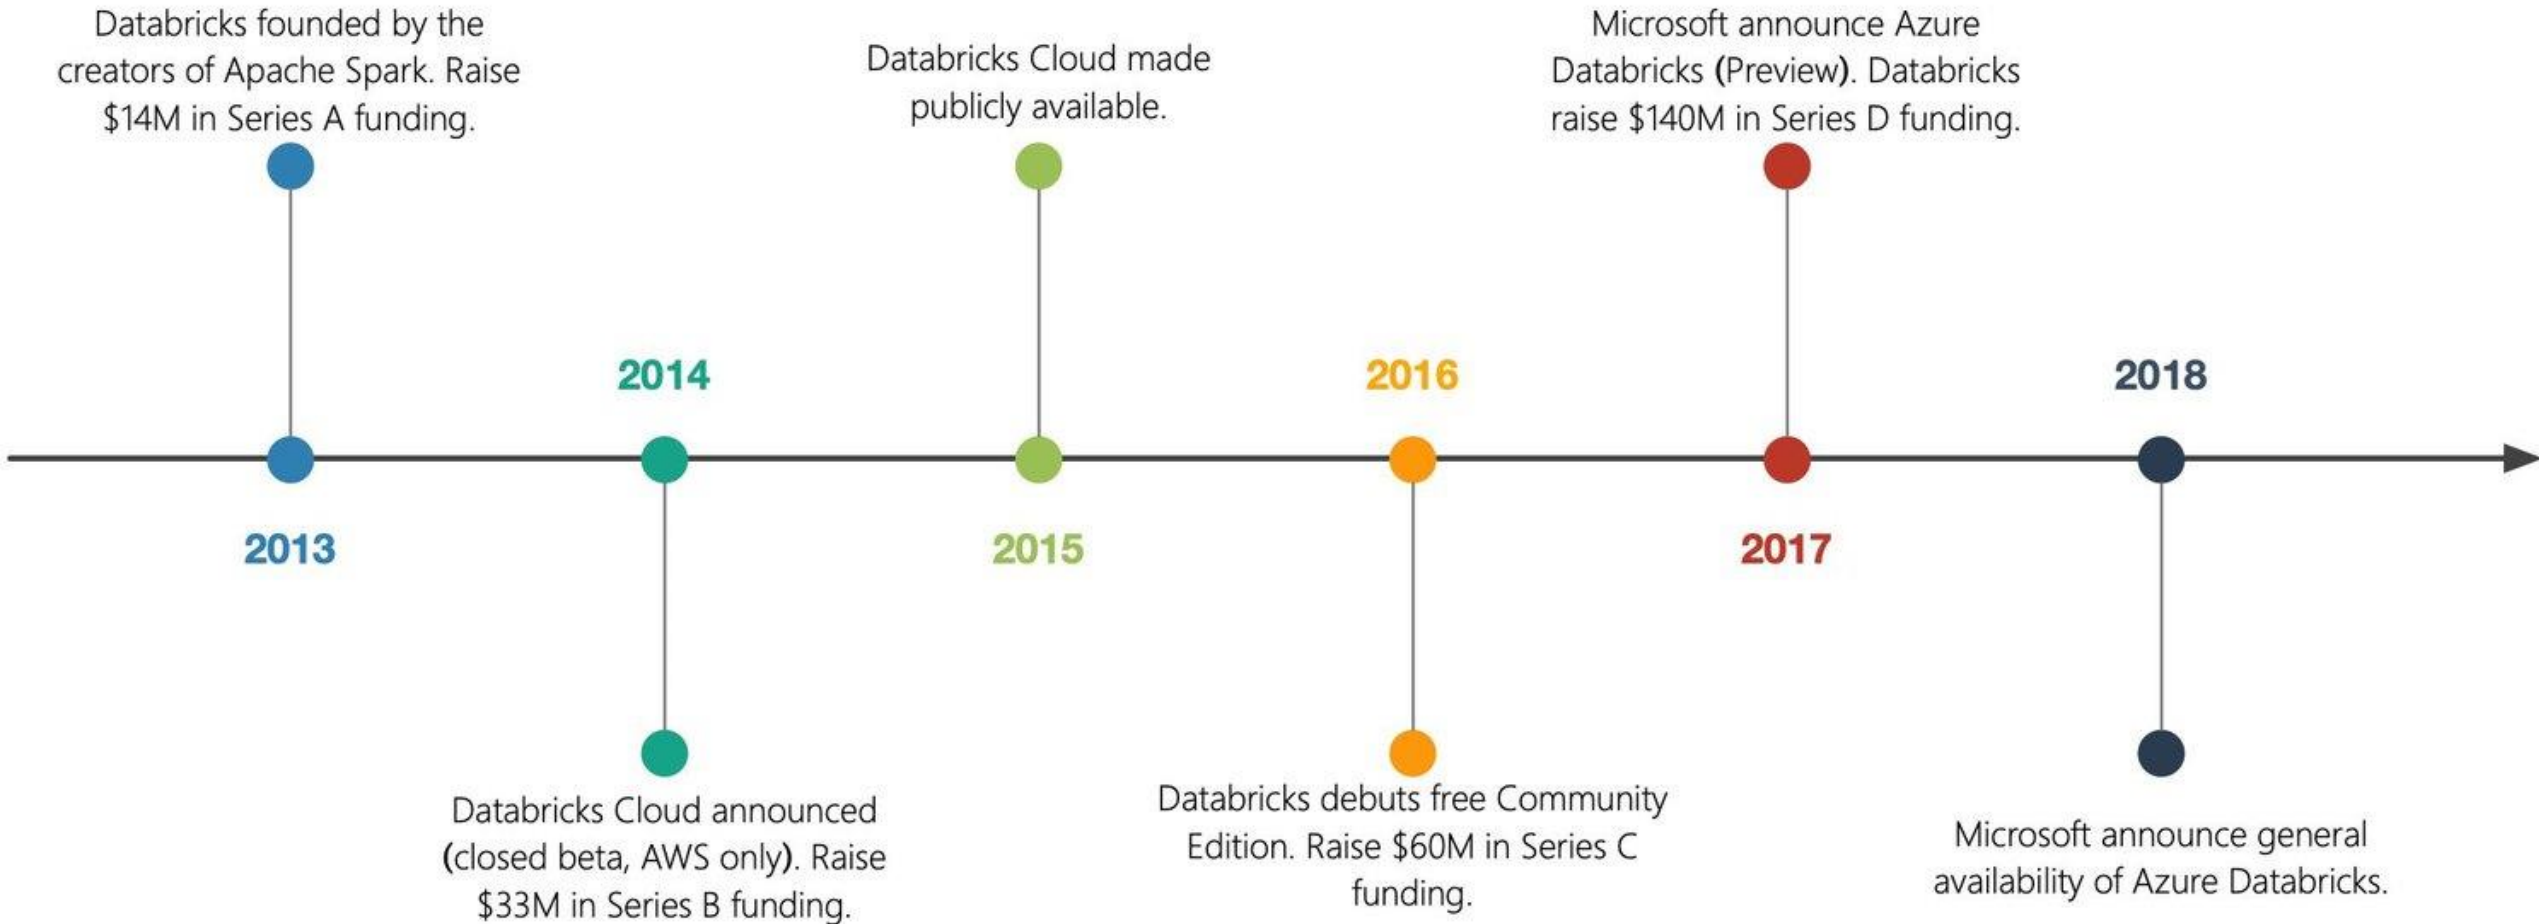 Databricks founded by the
creators of Apache Spark. Raise
$14M in Series A funding.
2013
2014
Databricks Cloud announced
(closed beta, AWS only). Raise
$33M in Series B funding.
Databricks Cloud made
publicly available.
2015
2016
Databricks debuts free Community
Edition. Raise $60M in Series C
funding.
Microsoft announce Azure
Databricks (Preview). Databricks
raise $140M in Series D funding.
2017
2018
Microsoft announce general
availability of Azure Databricks.